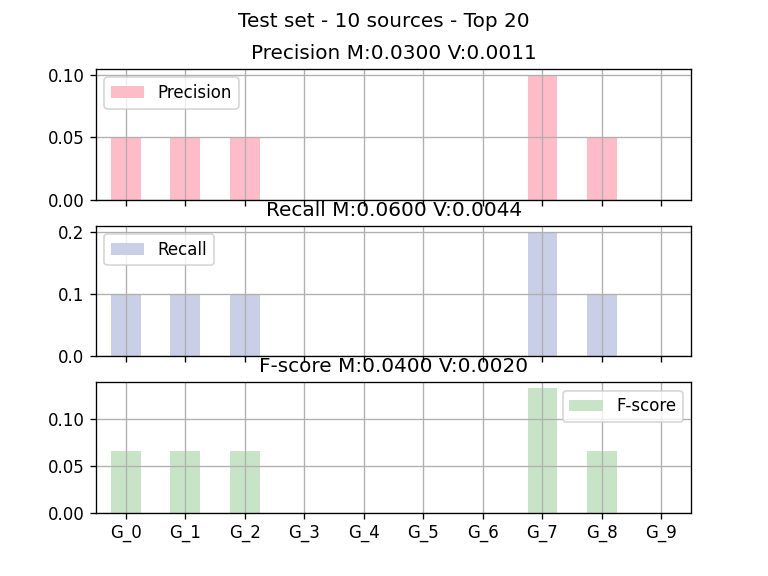 Test set - 10 sources - Top 20
Precision M:0.0300 V:0.0011
0.10
0.05
0.00
Precision
Recall M:0.0600 V:0.0044
0.2
0.1
0.0
Recall
F-score M:0.0400 V:0.0020
0.10
0.05
0.00
F-score
G_0 G_1 G_2 G_3 G_4 G_5 G_6 G_7 G_8 G_9